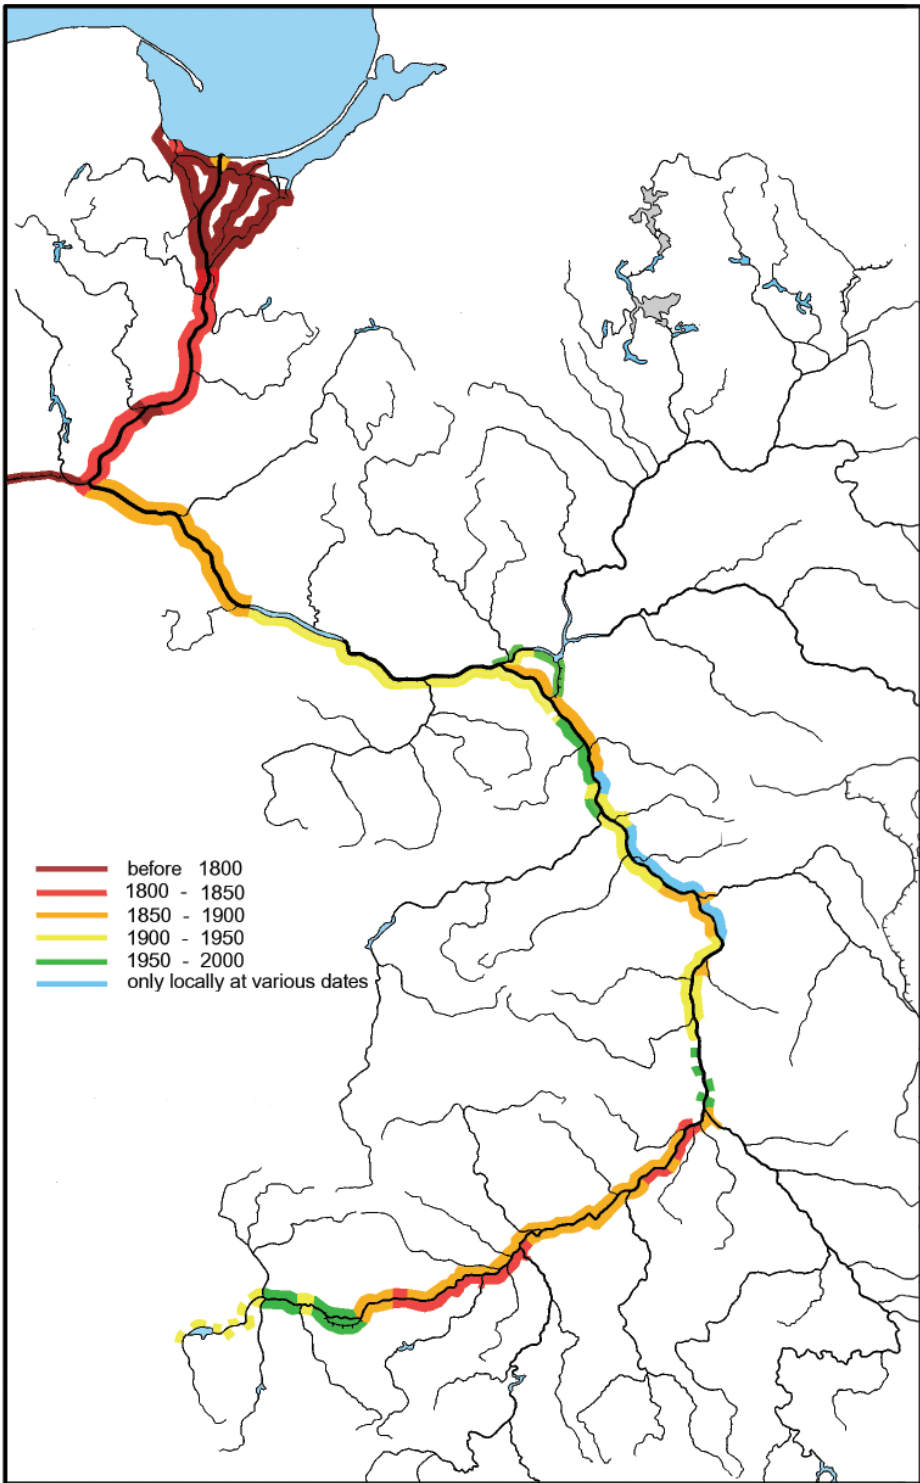 before 1800
1800 - 1850
1850 - 1900
1900 - 1950
1950 - 2000
only locally at various dates